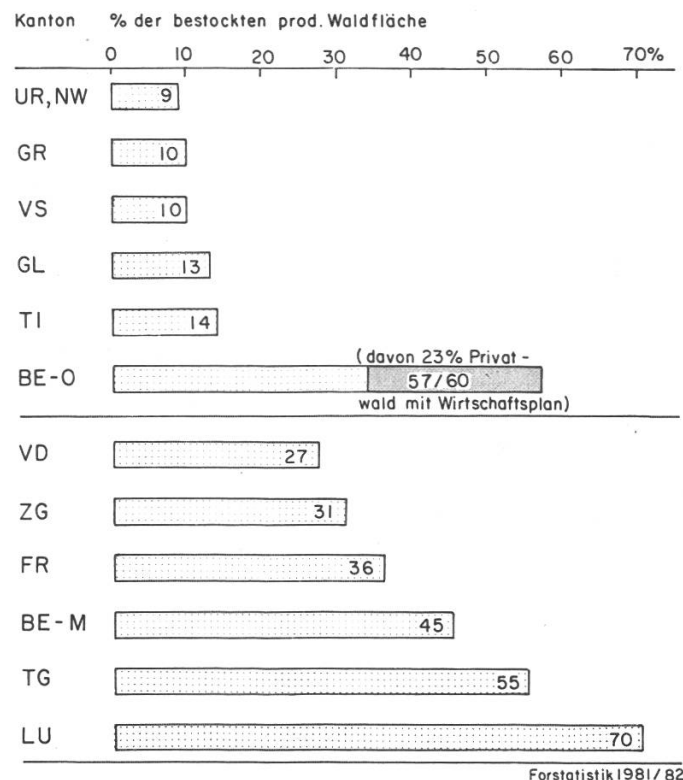 Kanton % der bestockten prod. Waldfläche
0 10 20 30 40 50 60 70%
UR, NW 9
GR 10
VS 10
GL 13
TI 14
(davon 23% Privat-
BE-O 57/60
wald mit Wirtschaftsplan)
VD 27
ZG 31
FR 36
BE-M 45
TG 55
LU 70
Forstatistik 1981/82